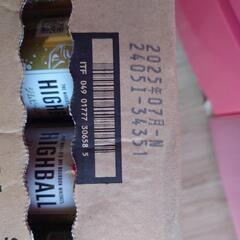 HIGHBALL
HIGHBALL
ITF 049 01777 30658 5
2025年07月-N
24051-34351